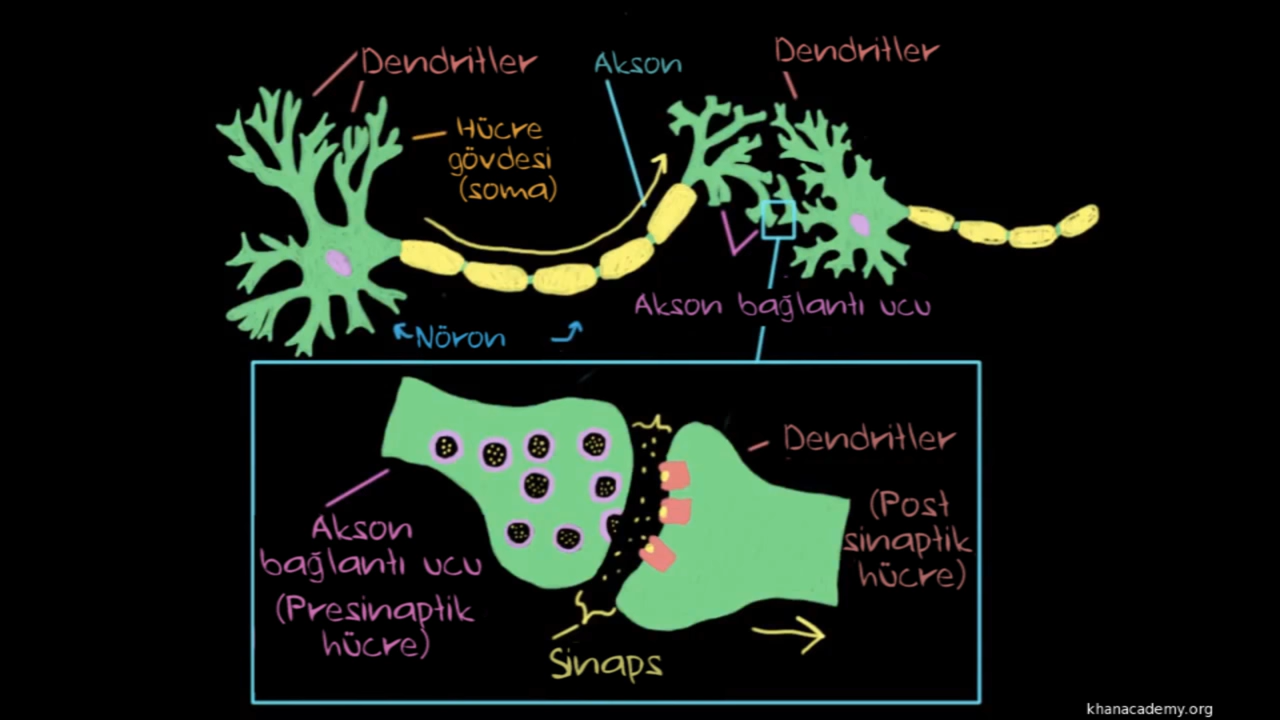 Dendritler
Akson
Dendritler
Hücre
gövdesi
(soma)
Akson bağlantı ucu
Nöron
Dendritler
(Post
sinaptik
hücre)
Akson
bağlantı ucu
(Presinaptik
hücre)
Sinaps
khanacademy.org